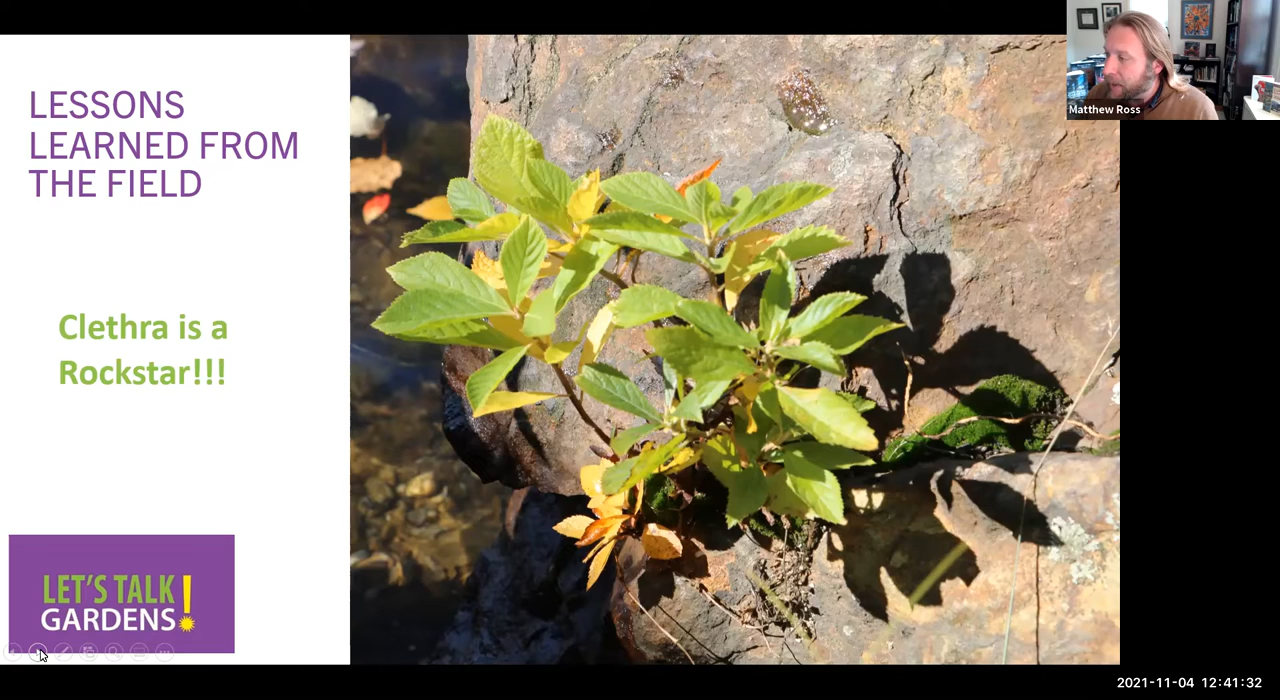 LESSONS
LEARNED FROM
THE FIELD
Clethra is a
Rockstar!!!
LET'S TALK
GARDENS!
Matthew Ross
2021-11-04 12:41:32